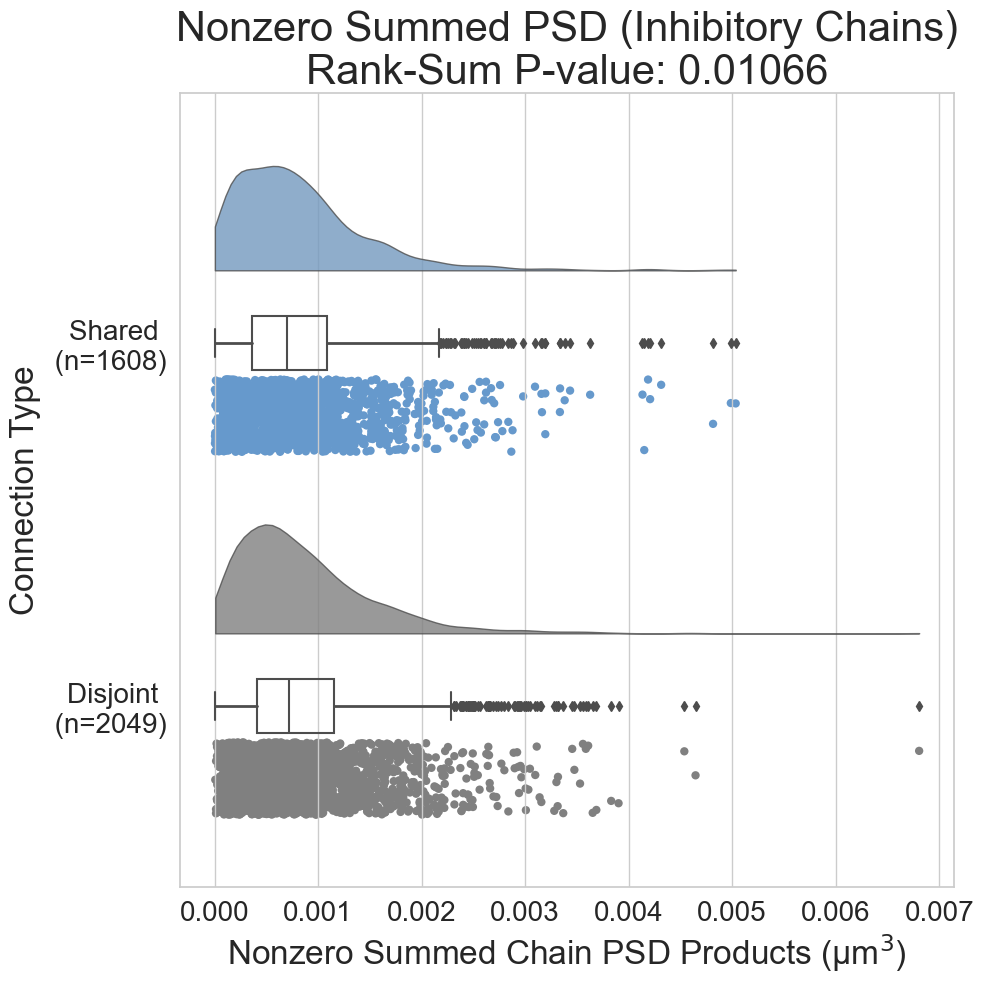 Nonzero Summed PSD (Inhibitory Chains)
Rank-Sum P-value: 0.01066
Connection Type
Shared
(n=1608)
Disjoint
(n=2049)
0.000 0.001 0.002 0.003 0.004 0.005 0.006 0.007
Nonzero Summed Chain PSD Products (μm³)